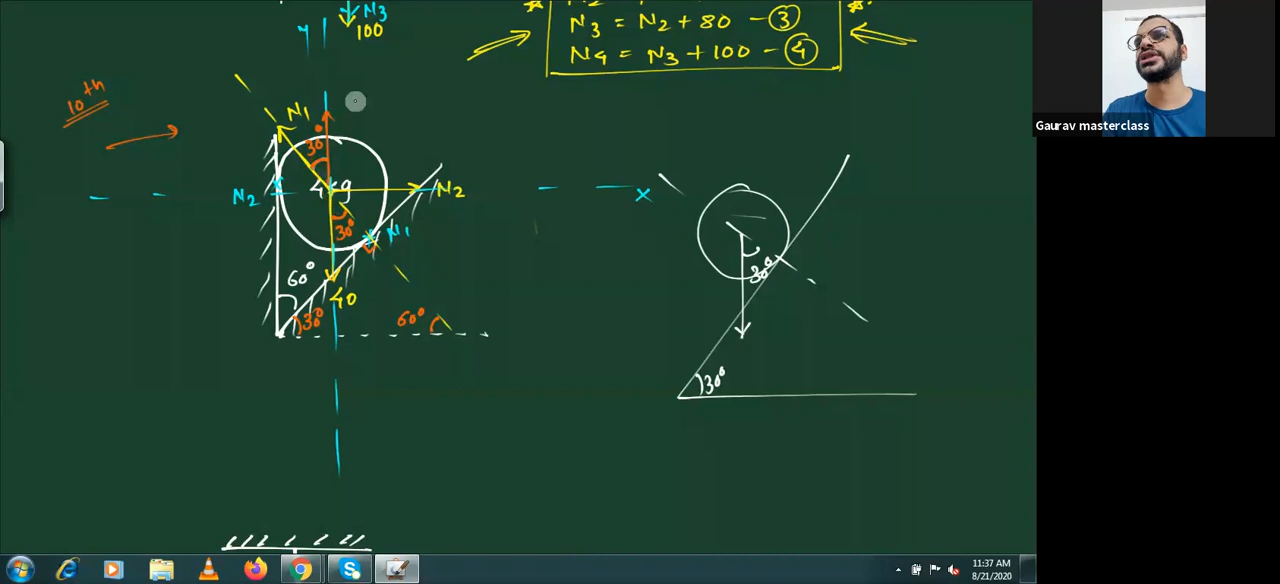 N3
100
y
N3 = N2 + 80 - 3
N4 = N3 + 100 - 4
10th
N1
30°
4g
N2
N2
x
30°
N1
60°
40
30°
60°
30°
30°
Gaurav masterclass
11:37 AM
8/21/2020